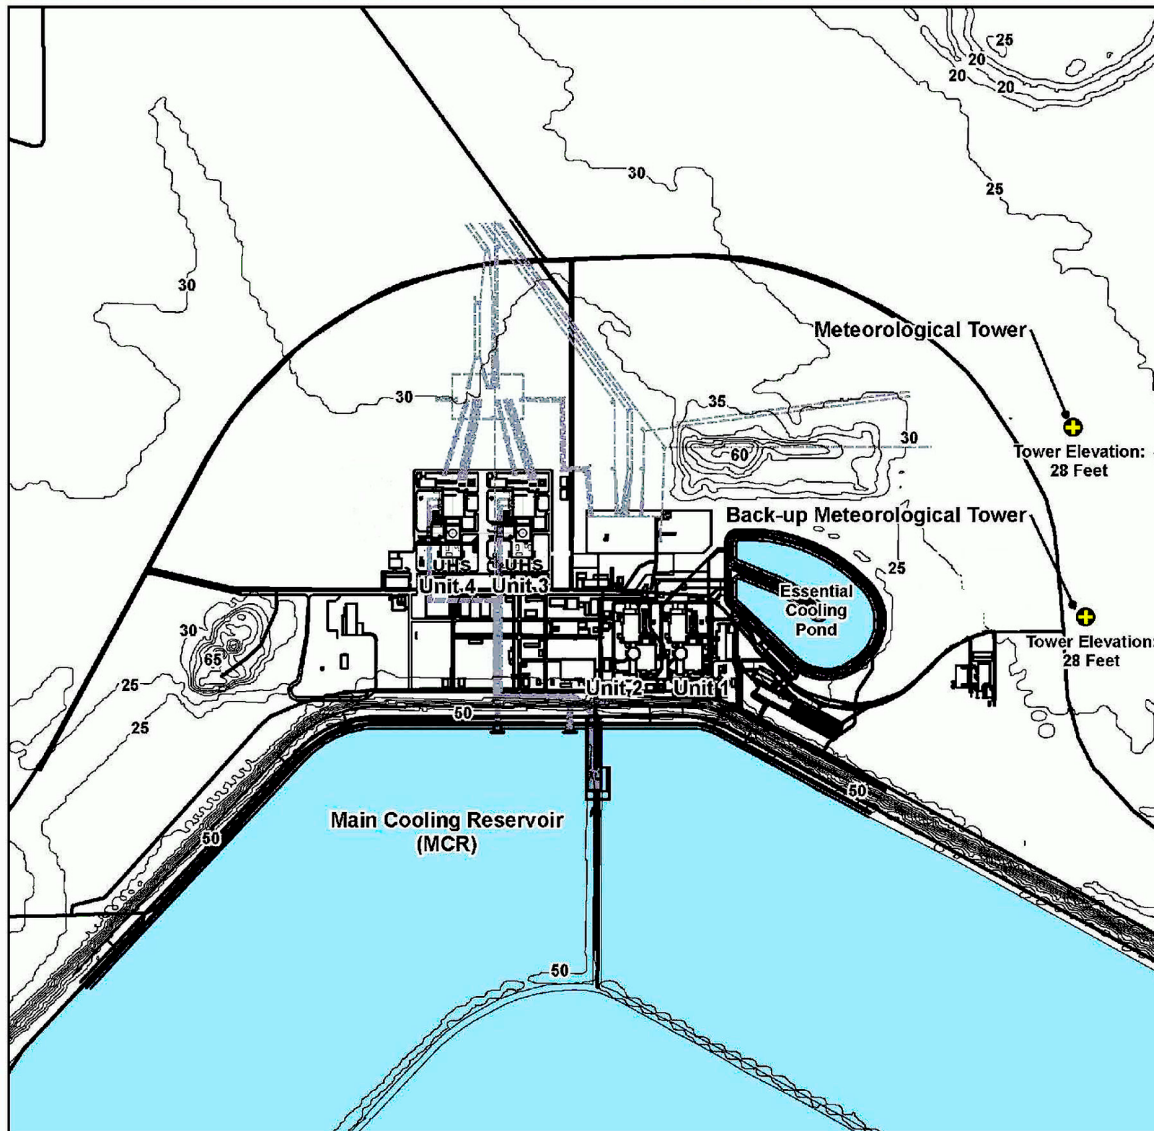 25
20
20
20
30
25
30
Meteorological Tower
30
35
30
60
Tower Elevation:
28 Feet
Back-up Meteorological Tower
UHS
UHS
Unit 4
Unit 3
25
Essential
Cooling
Pond
30
65
Tower Elevation:
28 Feet
25
Unit 2
Unit 1
50
25
50
50
Main Cooling Reservoir
(MCR)
50